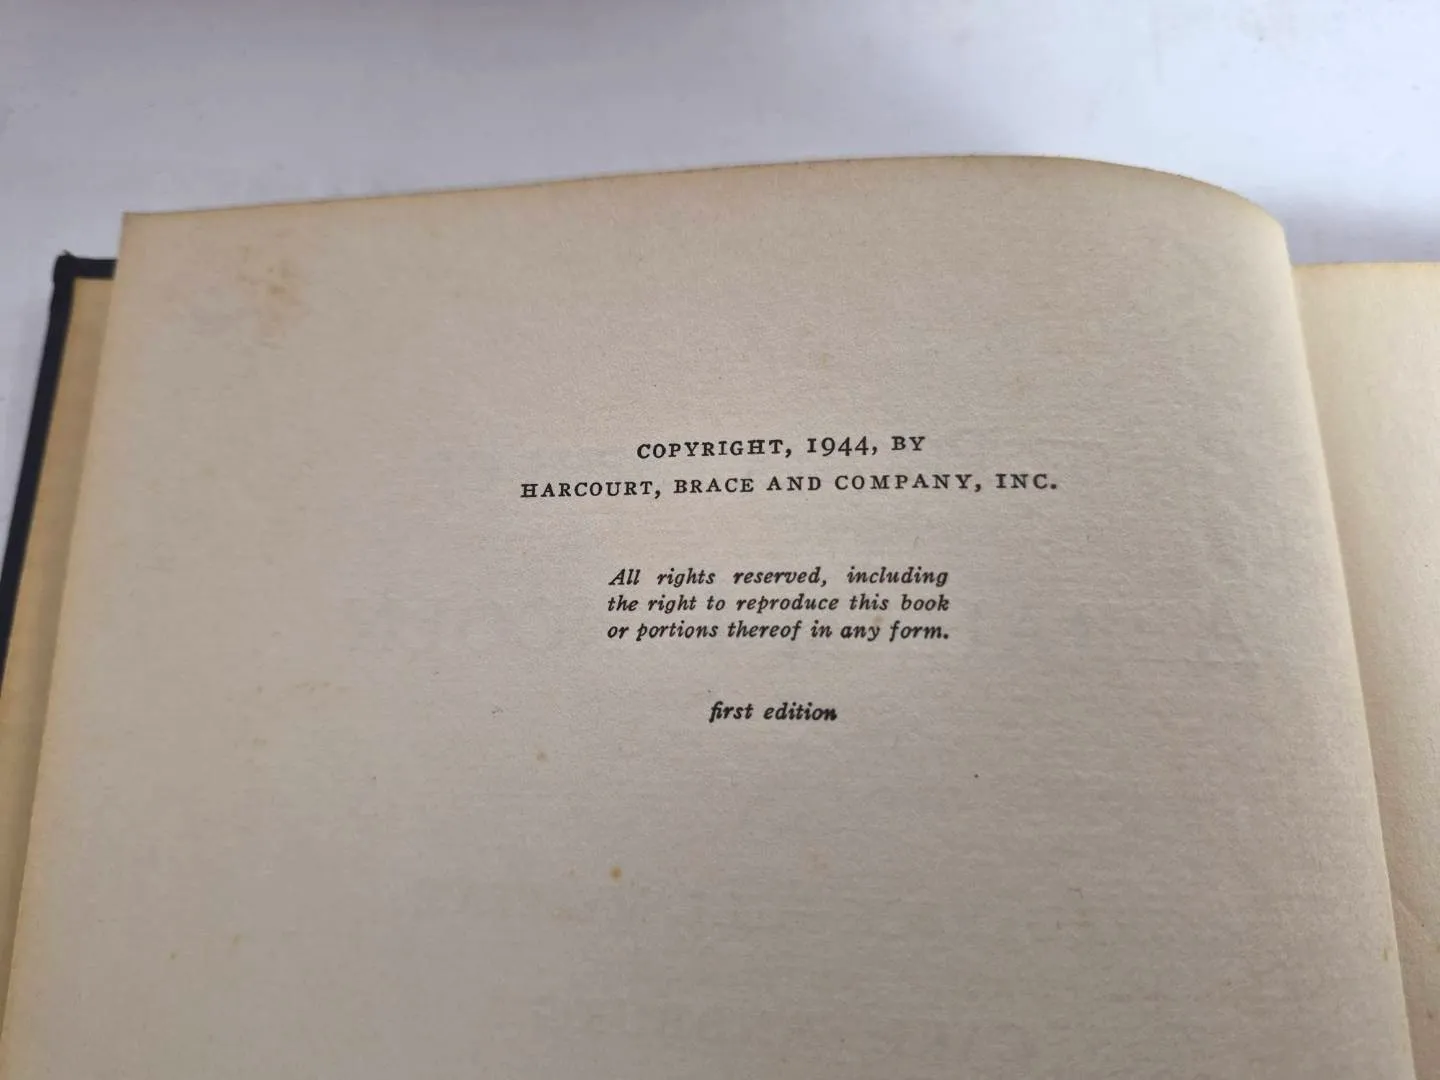 COPYRIGHT, 1944, BY
HARCOURT, BRACE AND COMPANY, INC.
All rights reserved, including
the right to reproduce this book
or portions thereof in any form.
first edition